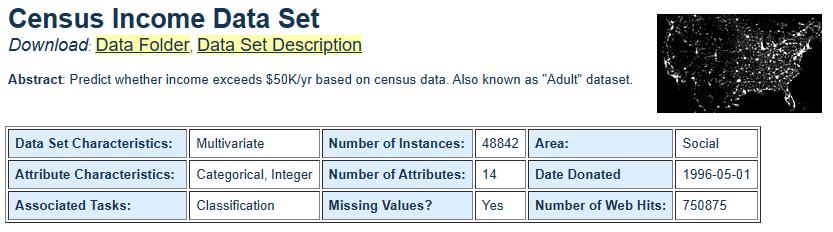 Census Income Data Set
Download: Data Folder, Data Set Description
Abstract: Predict whether income exceeds $50K/yr based on census data. Also known as "Adult" dataset.
Data Set Characteristics: Multivariate Number of Instances: 48842 Area: Social
Attribute Characteristics: Categorical, Integer Number of Attributes: 14 Date Donated 1996-05-01
Associated Tasks: Classification Missing Values? Yes Number of Web Hits: 750875